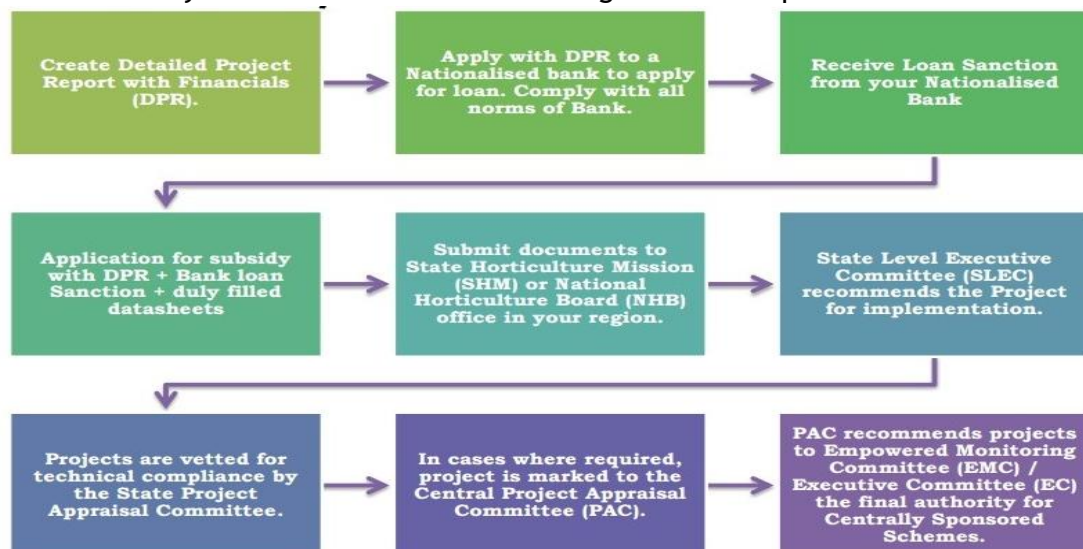 Create Detailed Project
Report with Financials
(DPR).
Apply with DPR to a
Nationalised bank to apply
for loan. Comply with all
norms of Bank.
Receive Loan Sanction
from your Nationalised
Bank
Application for subsidy
with DPR + Bank loan
Sanction + duly filled
datasheets
Submit documents to
State Horticulture Mission
(SHM) or National
Horticulture Board (NHB)
office in your region.
State Level Executive
Committee (SLEC)
recommends the Project
for implementation.
Projects are vetted for
technical compliance by
the State Project
Appraisal Committee.
In cases where required,
project is marked to the
Central Project Appraisal
Committee (PAC).
PAC recommends projects
to Empowered Monitoring
Committee (EMC) /
Executive Committee (EC)
the final authority for
Centrally Sponsored
Schemes.